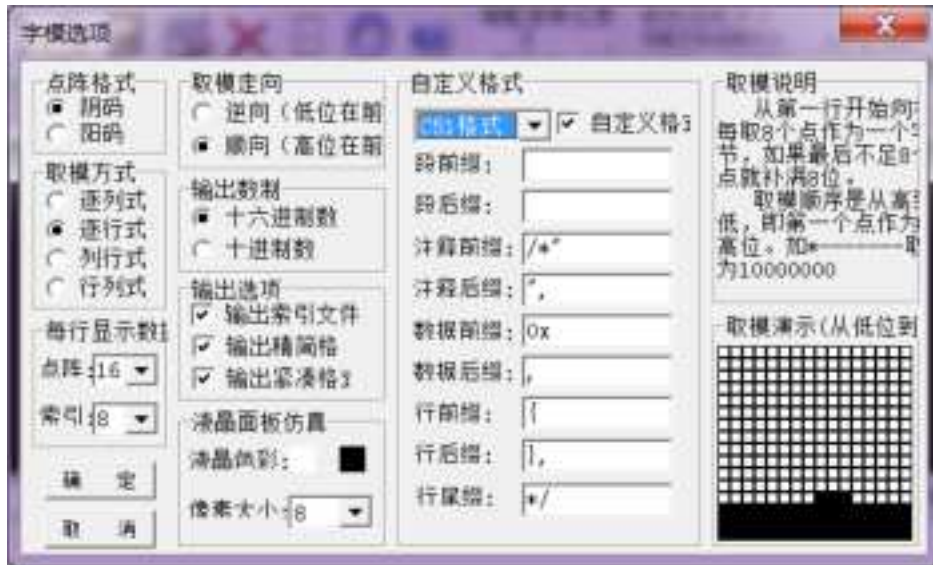 字模选项
点阵格式
阴码
阳码
取模方式
逐列式
逐行式
列行式
行列式
每行显示数
点阵:16
索引:8
确 定
取 消
取模走向
逆向(低位在前
顺向(高位在前
输出数制
十六进制数
十进制数
输出选项
输出索引文件
输出精简格
输出紧凑格
液晶面板仿真
液晶色彩:
像素大小:8
自定义格式
C51格式
自定义格
段前缀:
段后缀:
注释前缀: /*"
注释后缀: ",
数据前缀: 0x
数据后缀: ,
行前缀: {
行后缀: },
行尾缀: */
取模说明
从第一行开始向
每取8个点作为一个
节,如果最后不足8
点就补满8位。
取模顺序是从高
低,即第一个点作为
高位。如*-------取
为10000000
取模演示(从低位到